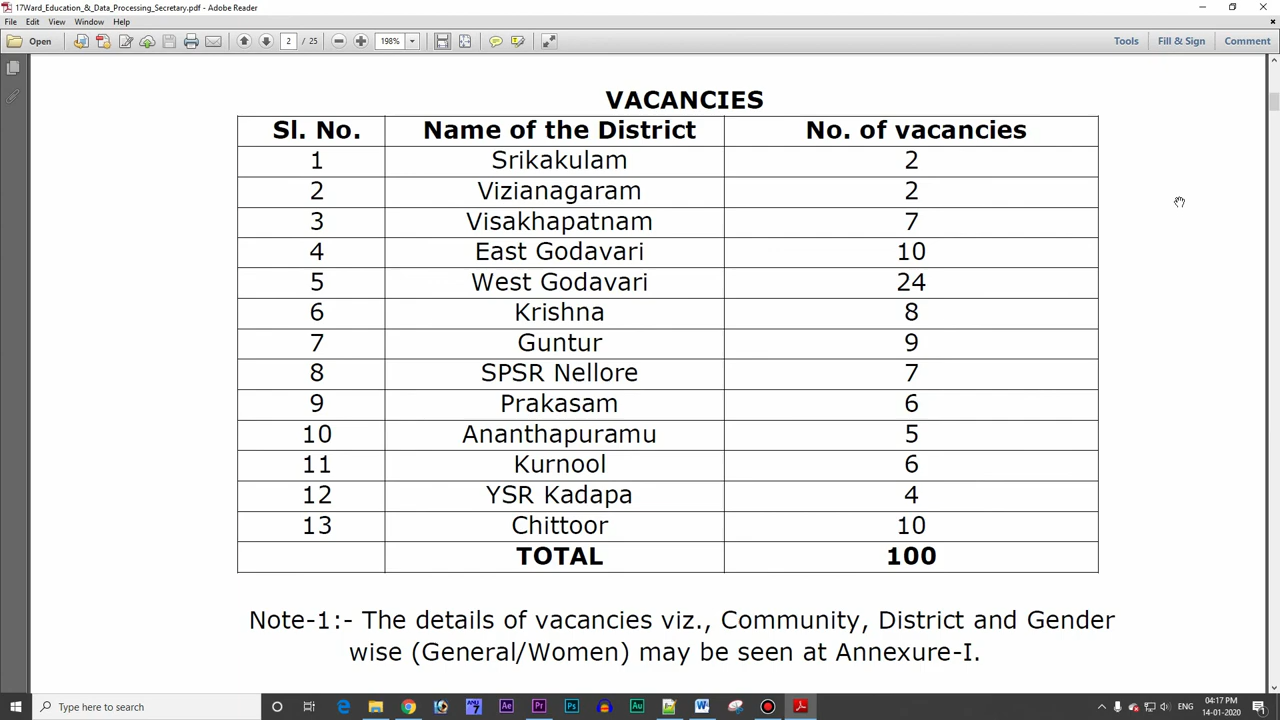 17Ward_Education_&_Data_Processing_Secretary.pdf - Adobe Reader
File Edit View Window Help
Open 2 / 25 198% Tools Fill & Sign Comment
VACANCIES
Sl. No. Name of the District No. of vacancies
1 Srikakulam 2
2 Vizianagaram 2
3 Visakhapatnam 7
4 East Godavari 10
5 West Godavari 24
6 Krishna 8
7 Guntur 9
8 SPSR Nellore 7
9 Prakasam 6
10 Ananthapuramu 5
11 Kurnool 6
12 YSR Kadapa 4
13 Chittoor 10
TOTAL 100
Note-1:- The details of vacancies viz., Community, District and Gender
wise (General/Women) may be seen at Annexure-I.
Type here to search Ae Pr Ps Au W ENG 04:17 PM
14-01-2020